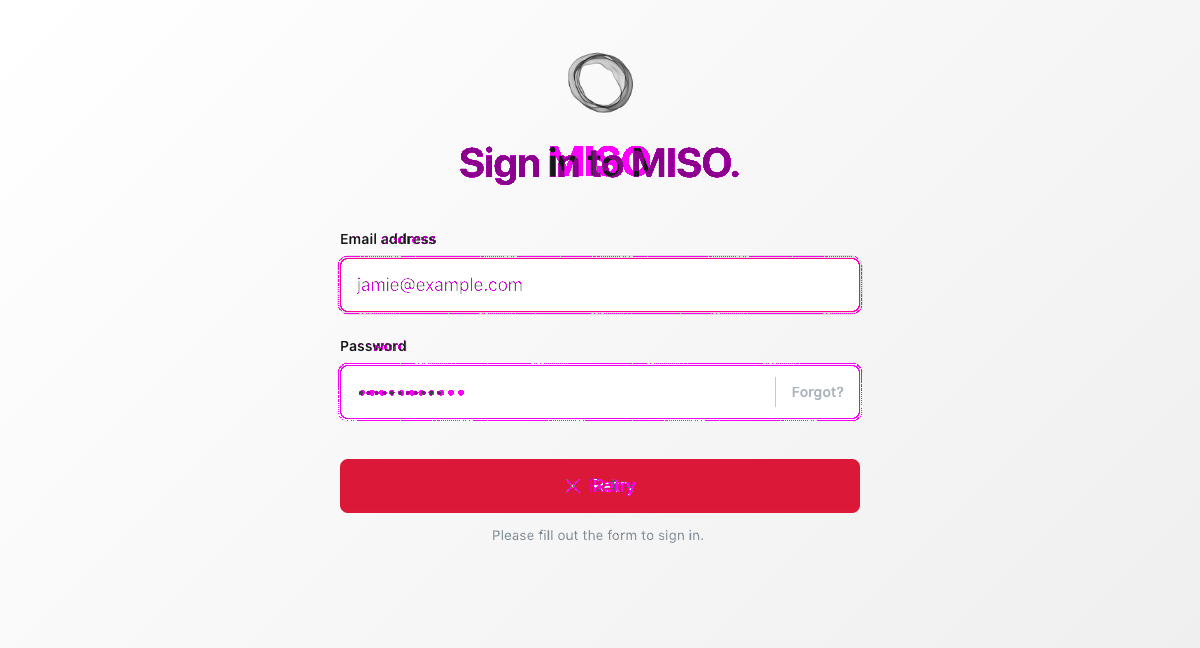 Sign in to MISO.
MISO
Email address
jamie@example.com
Password
Forgot?
Retry
Please fill out the form to sign in.